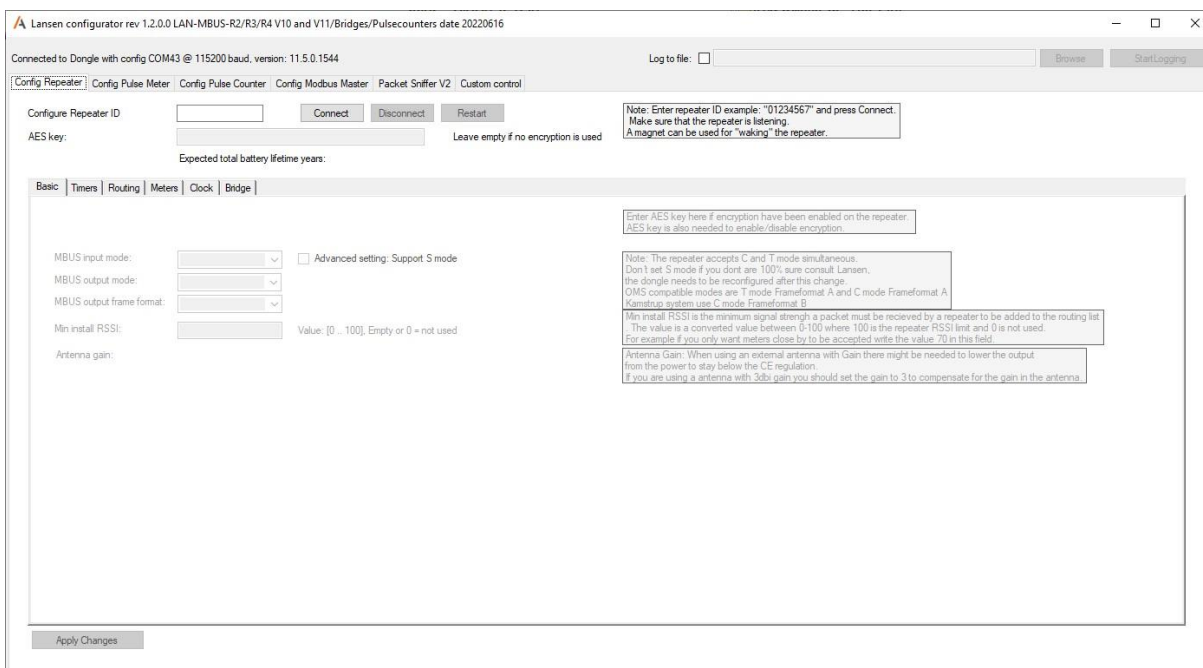 Lansen configurator rev 1.2.0.0 LAN-MBUS-R2/R3/R4 V10 and V11/Bridges/Pulsecounters date 20220616
Connected to Dongle with config COM43 @ 115200 baud, version: 11.5.0.1544
Log to file:
Browse
StartLogging
Config Repeater Config Pulse Meter Config Pulse Counter Config Modbus Master Packet Sniffer V2 Custom control
Configure Repeater ID
Connect Disconnect Restart
Note: Enter repeater ID example: "01234567" and press Connect.
Make sure that the repeater is listening.
A magnet can be used for "waking" the repeater.
AES key:
Leave empty if no encryption is used
Expected total battery lifetime years:
Basic Timers Routing Meters Clock Bridge
Enter AES key here if encryption have been enabled on the repeater.
AES key is also needed to enable/disable encryption.
MBUS input mode:
Advanced setting: Support S mode
MBUS output mode:
MBUS output frame format:
Note: The repeater accepts C and T mode simultaneous.
Don't set S mode if you dont are 100% sure consult Lansen,
the dongle needs to be reconfigured after this change.
OMS compatible modes are T mode Frameformat A and C mode Frameformat A
Kamstrup system use C mode Frameformat B
Min install RSSI:
Value: [0 .. 100], Empty or 0 = not used
Min install RSSI is the minimum signal strengh a packet must be recieved by a repeater to be added to the routing list
. The value is a converted value between 0-100 where 100 is the repeater RSSI limit and 0 is not used.
For example if you only want meters close by to be accepted write the value 70 in this field.
Antenna gain:
Antenna Gain: When using an external antenna with Gain there might be needed to lower the output
from the power to stay below the CE regulation.
If you are using a antenna with 3dbi gain you should set the gain to 3 to compensate for the gain in the antenna.
Apply Changes